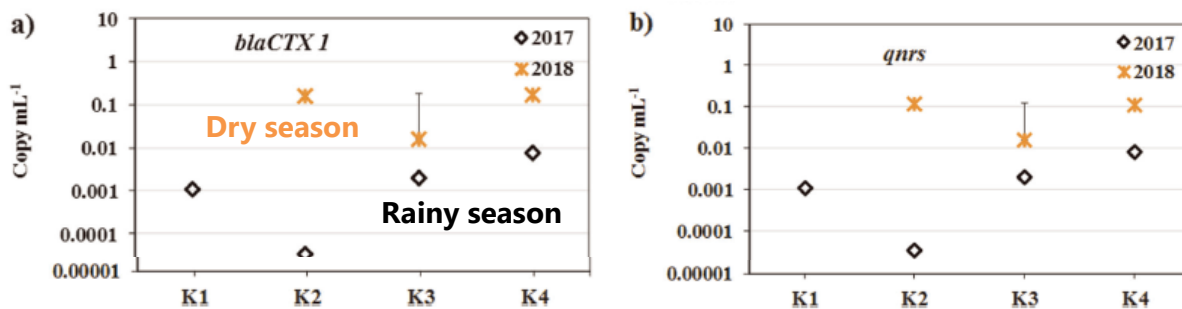 a)
blaCTX 1
2017
2018
Dry season
Rainy season
Copy mL-1
10
1
0.1
0.01
0.001
0.0001
0.00001
K1 K2 K3 K4
b)
qnrs
2017
2018
Copy mL-1
10
1
0.1
0.01
0.001
0.0001
0.00001
K1 K2 K3 K4